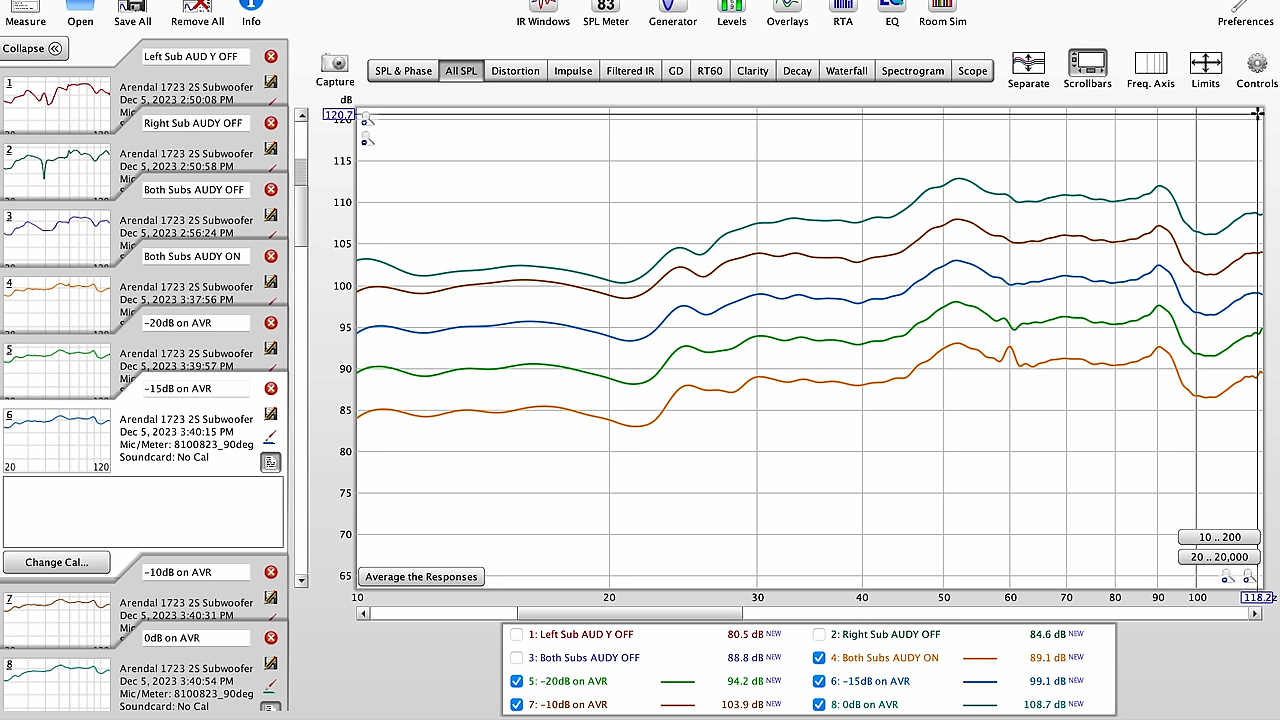 Measure Open Save All Remove All Info IR Windows SPL Meter Generator Levels Overlays RTA EQ Room Sim Preferences
83
Collapse
Capture
SPL & Phase All SPL Distortion Impulse Filtered IR GD RT60 Clarity Decay Waterfall Spectrogram Scope
Separate Scrollbars Freq. Axis Limits Controls
Left Sub AUD Y OFF
1
Arendal 1723 2S Subwoofer
Dec 5, 2023 2:50:08 PM
Mic
Right Sub AUDY OFF
2
Arendal 1723 2S Subwoofer
Dec 5, 2023 2:50:58 PM
Mic
Both Subs AUDY OFF
3
Arendal 1723 2S Subwoofer
Dec 5, 2023 2:56:24 PM
Mic
Both Subs AUDY ON
4
Arendal 1723 2S Subwoofer
Dec 5, 2023 3:37:56 PM
Mic
-20dB on AVR
5
Arendal 1723 2S Subwoofer
Dec 5, 2023 3:39:57 PM
Mic
-15dB on AVR
6
Arendal 1723 2S Subwoofer
Dec 5, 2023 3:40:15 PM
Mic/Meter: 8100823_90deg
Soundcard: No Cal
20 120
Change Cal...
-10dB on AVR
7
Arendal 1723 2S Subwoofer
Dec 5, 2023 3:40:31 PM
Mic
0dB on AVR
8
Arendal 1723 2S Subwoofer
Dec 5, 2023 3:40:54 PM
Mic/Meter: 8100823_90deg
Soundcard: No Cal
dB
120.7
120
115
110
105
100
95
90
85
80
75
70
65
10 .. 200
20 .. 20,000
Average the Responses
10 20 30 40 50 60 70 80 90 100 118.2
1: Left Sub AUD Y OFF 80.5 dB NEW 2: Right Sub AUDY OFF 84.6 dB NEW
3: Both Subs AUDY OFF 88.8 dB NEW 4: Both Subs AUDY ON 89.1 dB NEW
5: -20dB on AVR 94.2 dB NEW 6: -15dB on AVR 99.1 dB NEW
7: -10dB on AVR 103.9 dB NEW 8: 0dB on AVR 108.7 dB NEW